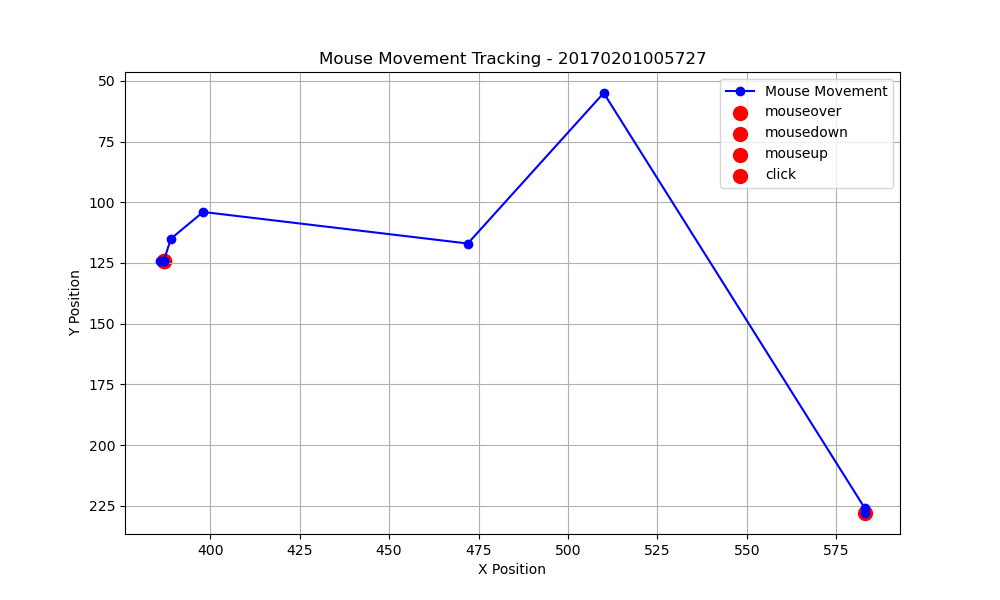 Mouse Movement Tracking - 20170201005727
Mouse Movement
mouseover
mousedown
mouseup
click
Y Position
50
75
100
125
150
175
200
225
400
425
450
475
500
525
550
575
X Position